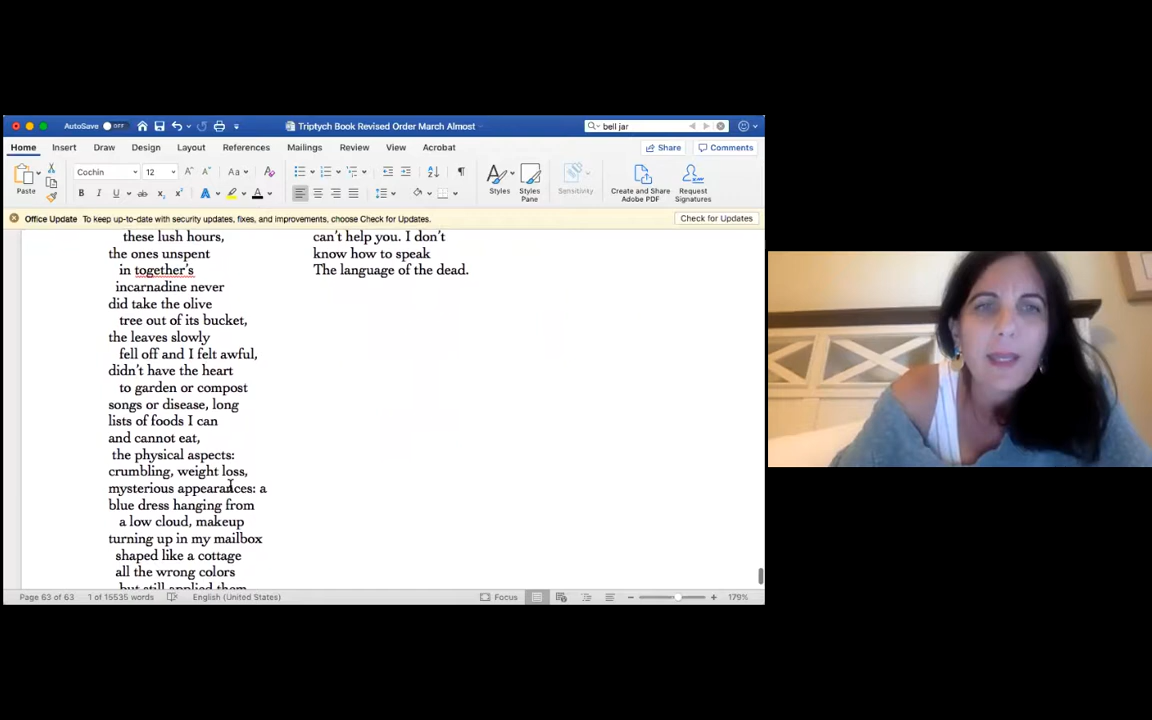 AutoSave OFF
Triptych Book Revised Order March Almost
bell jar
Home Insert Draw Design Layout References Mailings Review View Acrobat
Share Comments
Paste
Cochin 12
Aa
Styles
Styles Pane
Sensitivity
Create and Share Adobe PDF
Request Signatures
Office Update To keep up-to-date with security updates, fixes, and improvements, choose Check for Updates.
Check for Updates
these lush hours,
the ones unspent
in together's
incarnadine never
did take the olive
tree out of its bucket,
the leaves slowly
fell off and I felt awful,
didn't have the heart
to garden or compost
songs or disease, long
lists of foods I can
and cannot eat,
the physical aspects:
crumbling, weight loss,
mysterious appearances: a
blue dress hanging from
a low cloud, makeup
turning up in my mailbox
shaped like a cottage
all the wrong colors
but still applied them
can't help you. I don't
know how to speak
The language of the dead.
Page 63 of 63 1 of 15535 words English (United States)
Focus
179%